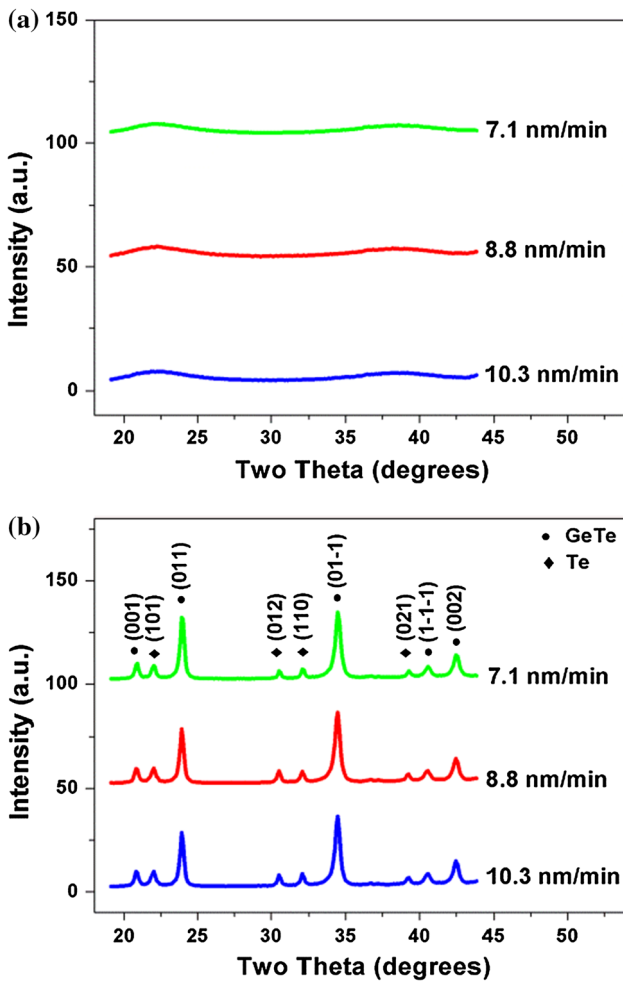 (a)
150
100
50
0
Intensity (a.u.)
7.1 nm/min
8.8 nm/min
10.3 nm/min
20 25 30 35 40 45 50
Two Theta (degrees)
(b)
150
100
50
0
Intensity (a.u.)
GeTe
Te
(001)
(101)
(011)
(012)
(110)
(01-1)
(021)
(1-1-1)
(002)
7.1 nm/min
8.8 nm/min
10.3 nm/min
20 25 30 35 40 45 50
Two Theta (degrees)